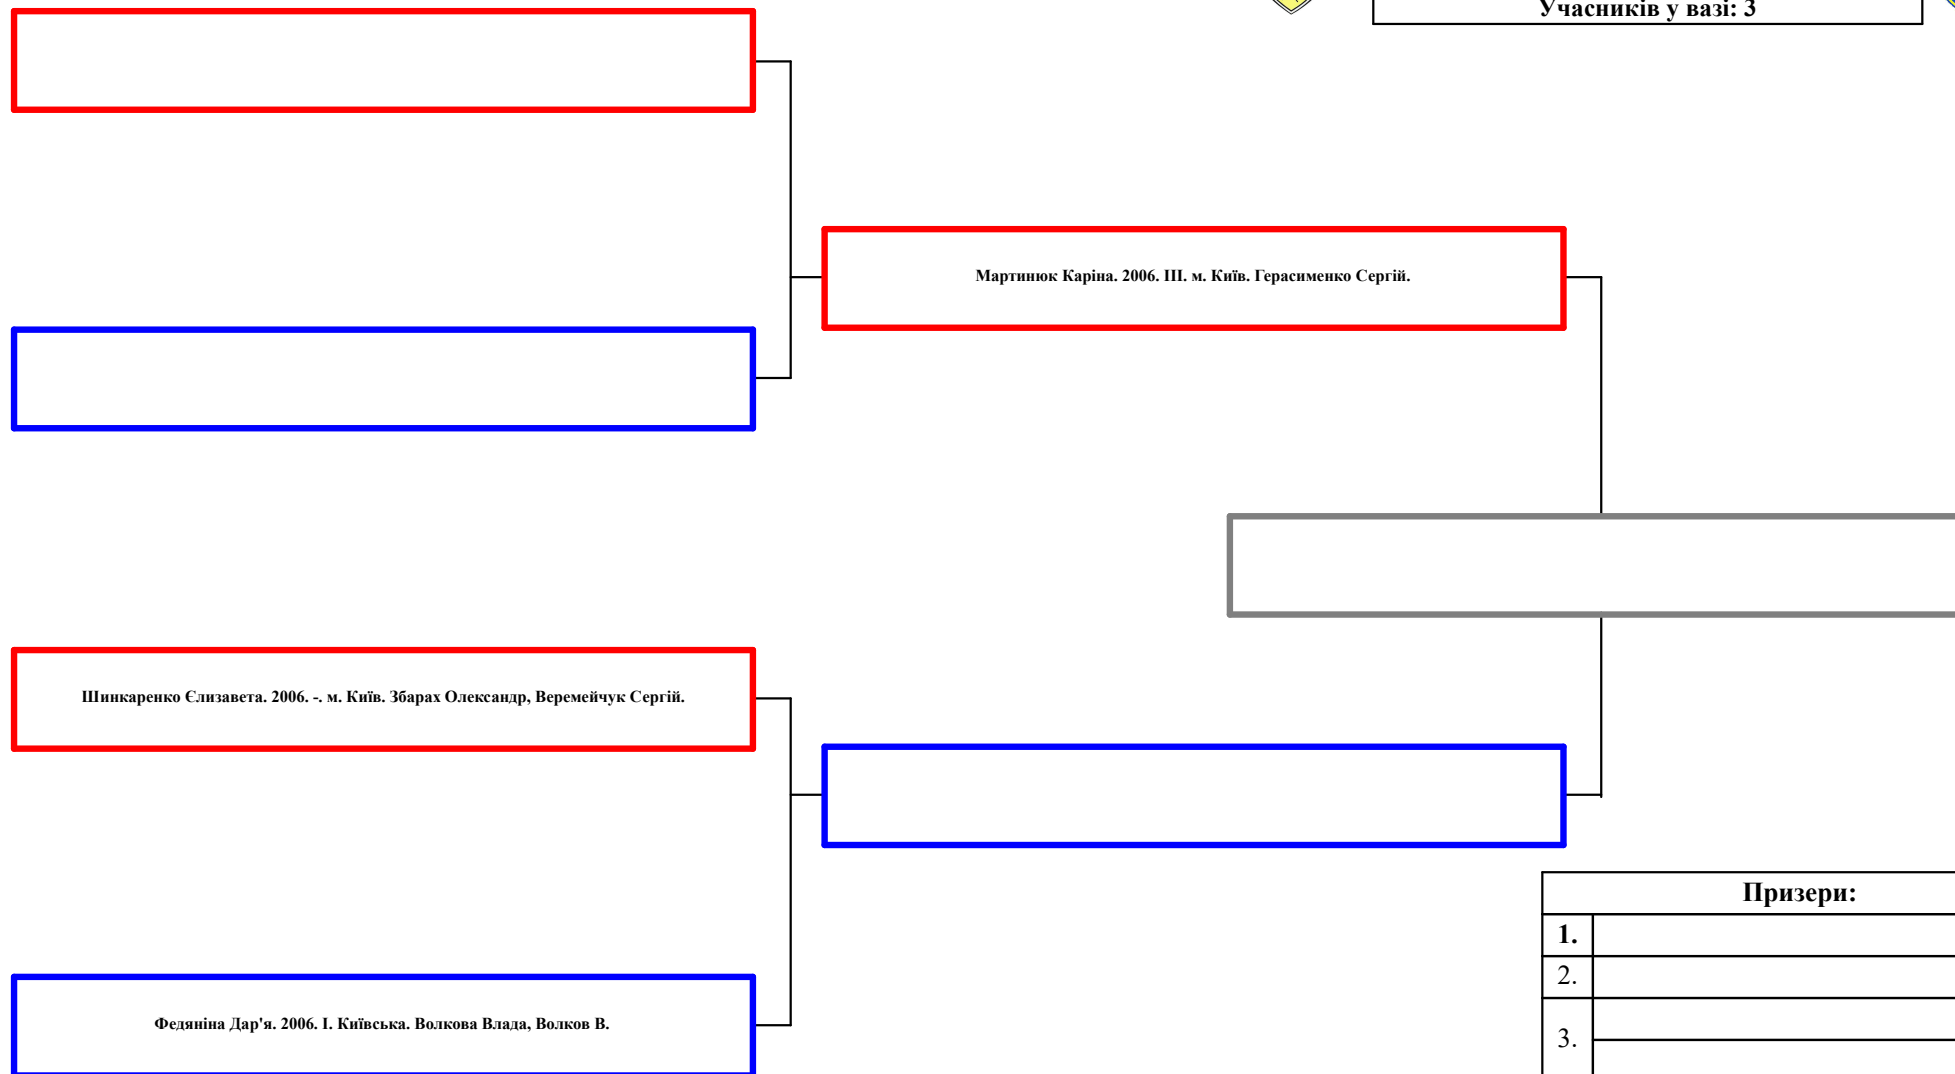 Учасників у вазі: 3
Мартинюк Каріна. 2006. III. м. Київ. Герасименко Сергій.
Шинкаренко Єлизавета. 2006. -. м. Київ. Збарах Олександр, Веремейчук Сергій.
Федяніна Дар'я. 2006. I. Київська. Волкова Влада, Волков В.
Призери:
1.
2.
3.